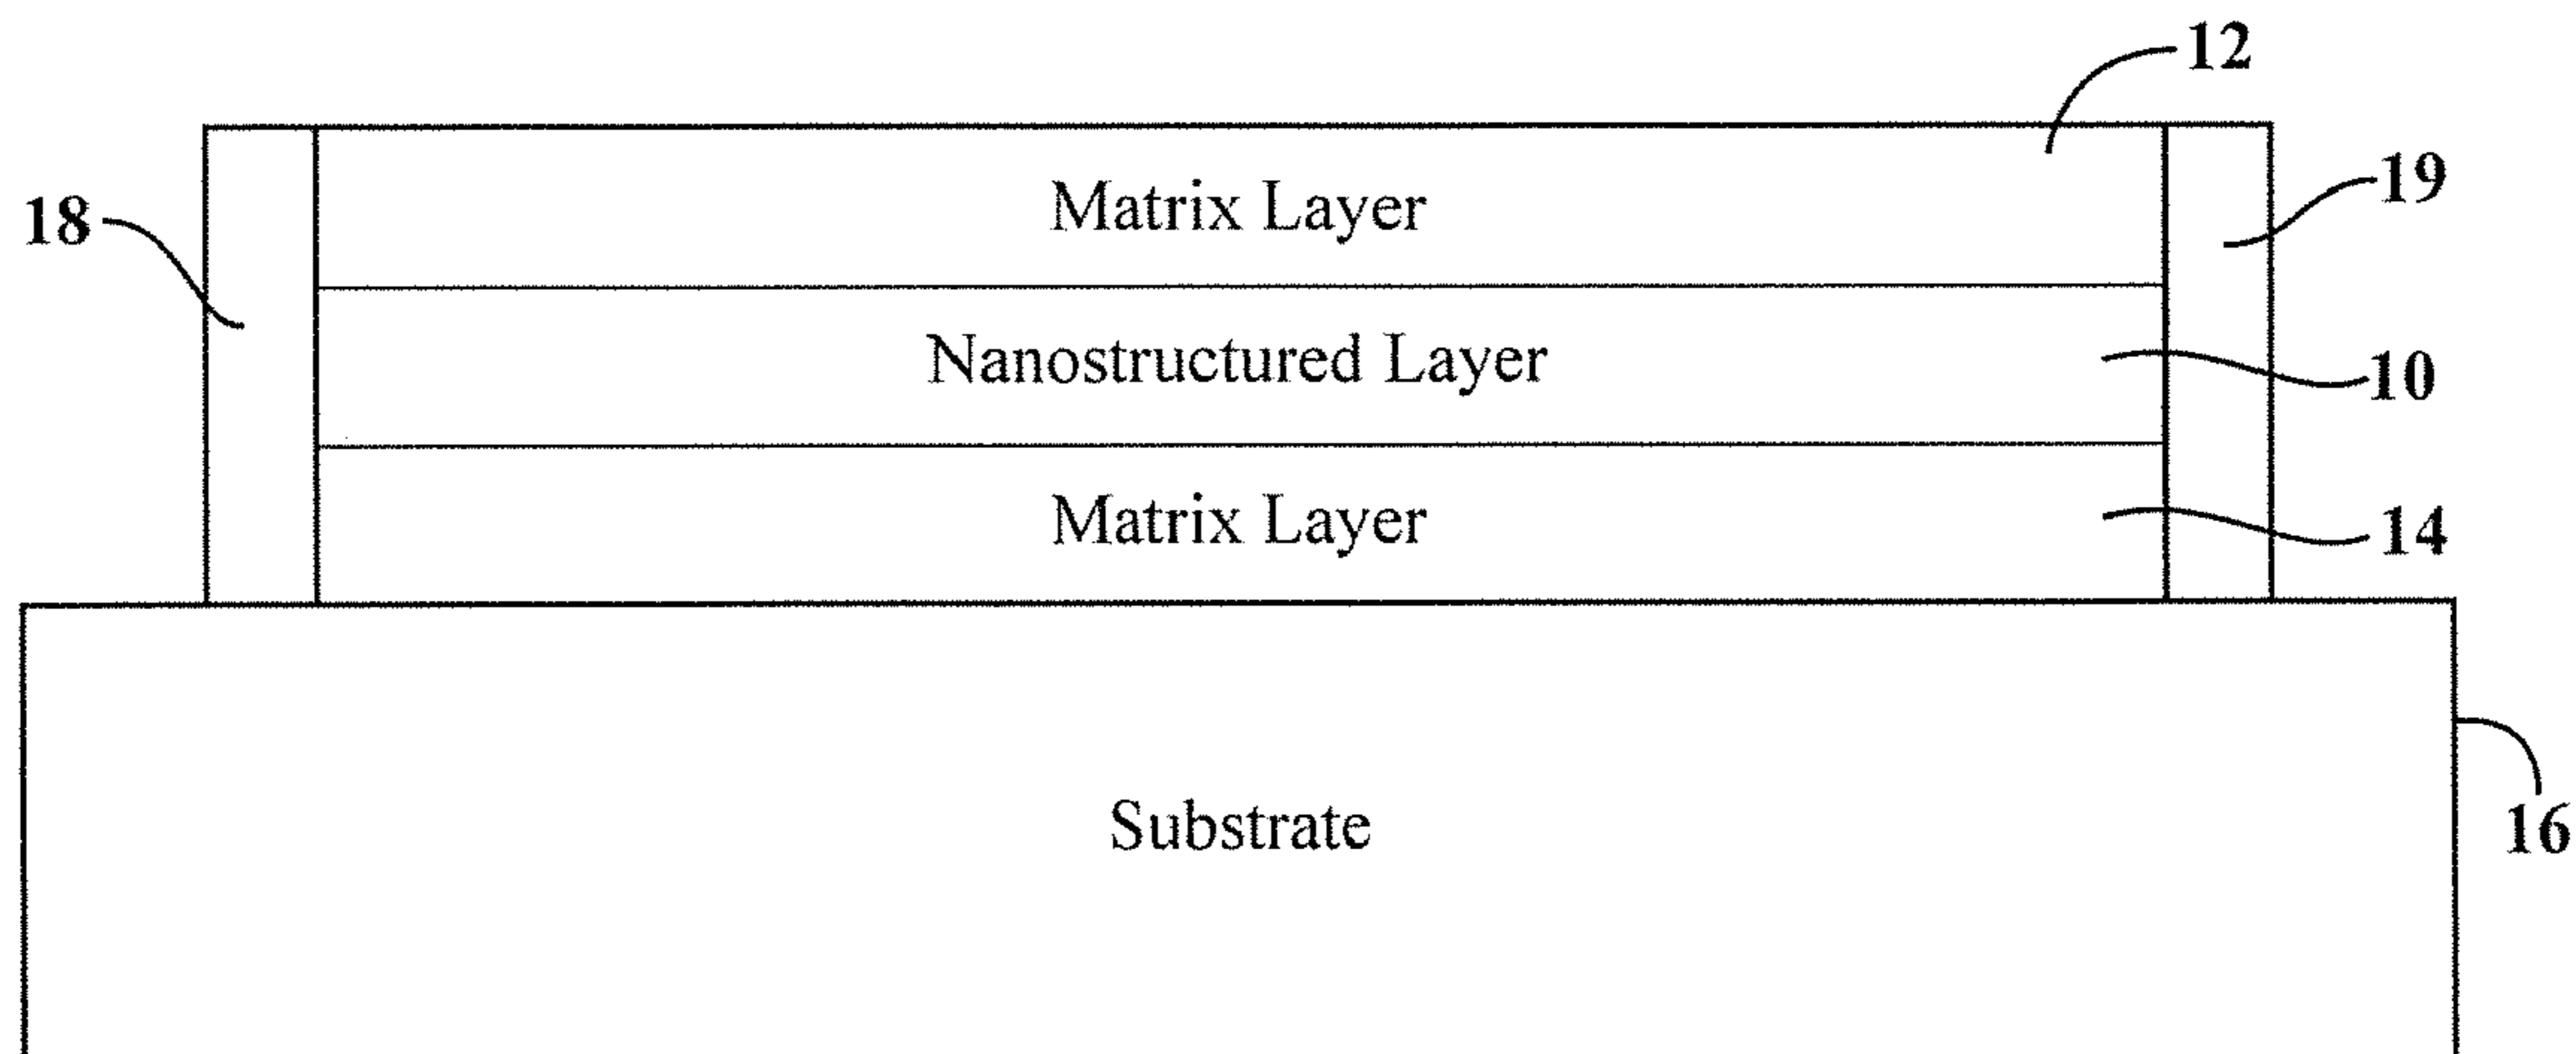 12
Matrix Layer
19
18
Nanostructured Layer
10
Matrix Layer
14
Substrate
16